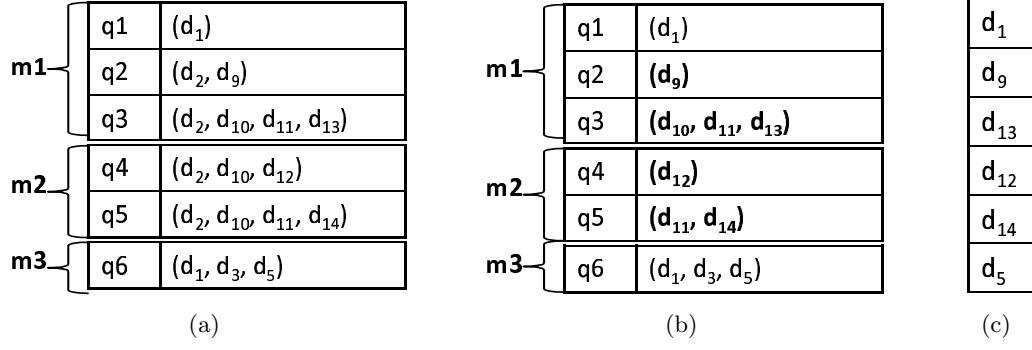 m1
q1 (d1)
q2 (d2, d9)
q3 (d2, d10, d11, d13)
m2
q4 (d2, d10, d12)
q5 (d2, d10, d11, d14)
m3
q6 (d1, d3, d5)
(a)
m1
q1 (d1)
q2 (d9)
q3 (d10, d11, d13)
m2
q4 (d12)
q5 (d11, d14)
m3
q6 (d1, d3, d5)
(b)
d1
d9
d13
d12
d14
d5
(c)